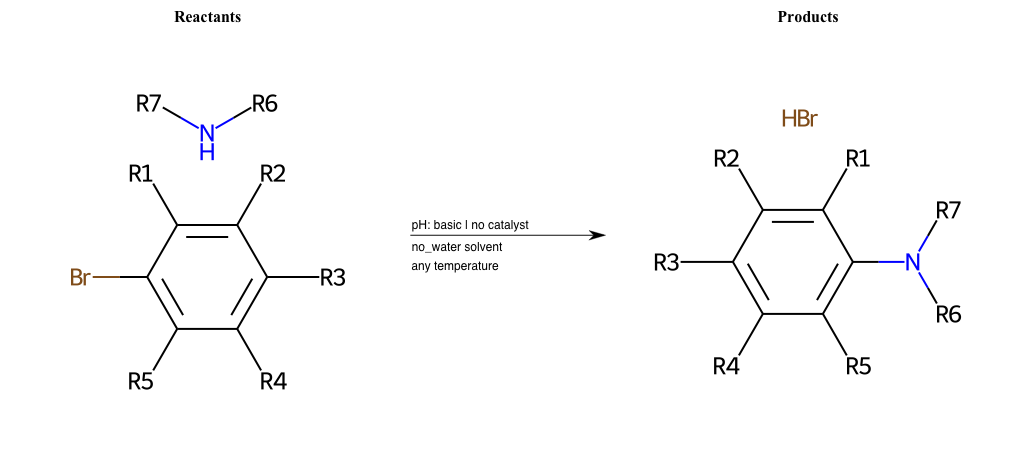 Reactants
Products
R7
R6
N
H
R1
R2
Br
R3
R5
R4
pH: basic | no catalyst
no_water solvent
any temperature
HBr
R2
R1
R7
R3
N
R6
R4
R5